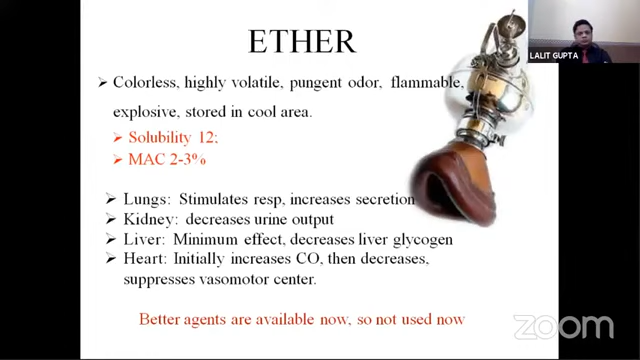 ETHER
LALIT GUPTA
➢ Colorless, highly volatile, pungent odor, flammable,
explosive, stored in cool area.
➢ Solubility 12;
➢ MAC 2-3%
➢ Lungs: Stimulates resp, increases secretion
➢ Kidney: decreases urine output
➢ Liver: Minimum effect, decreases liver glycogen
➢ Heart: Initially increases CO, then decreases,
suppresses vasomotor center.
Better agents are available now, so not used now
zoom